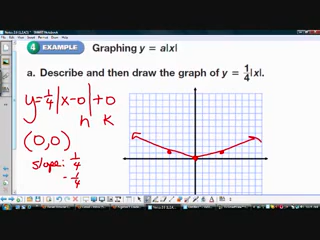 4 EXAMPLE Graphing y = a|x|
a. Describe and then draw the graph of y = 1/4|x|.
y=1/4|x-0|+0
h k
(0,0)
slope: 1/4
-1/4